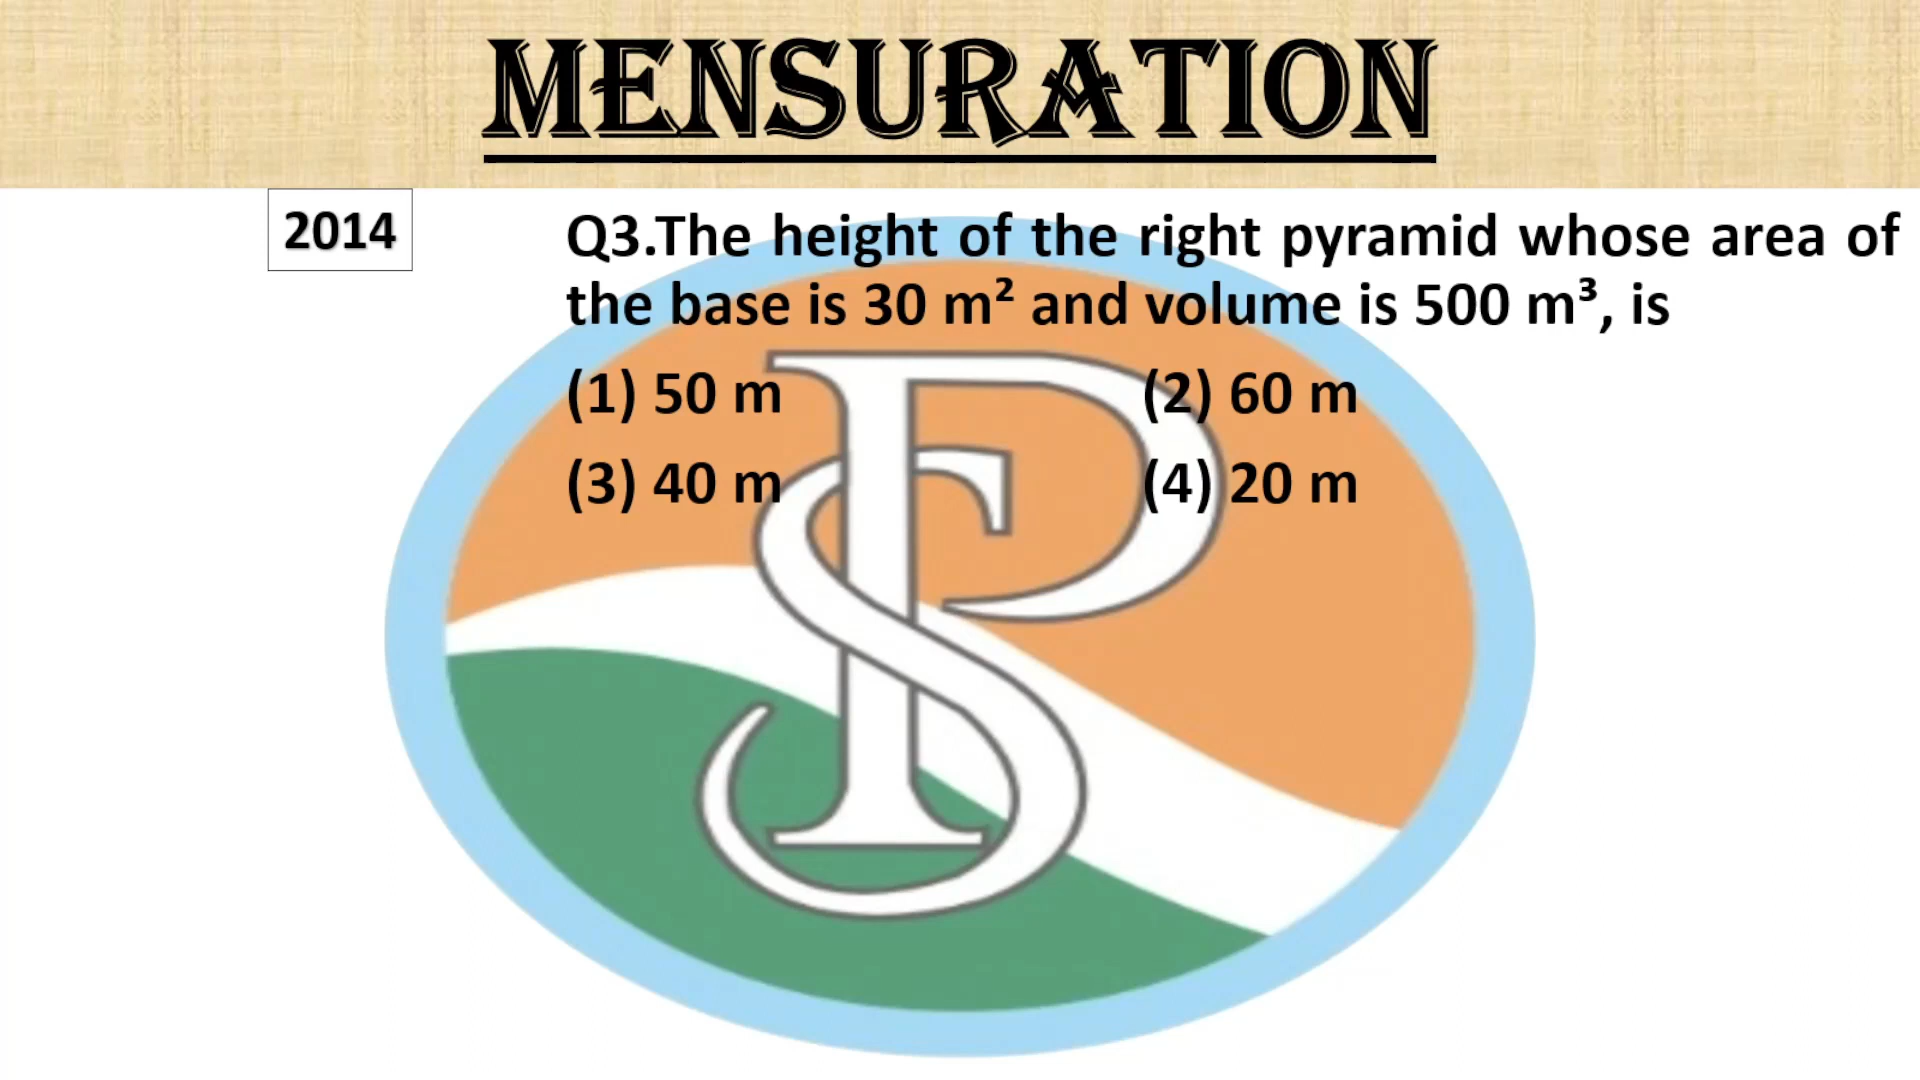 MENSURATION
2014
Q3.The height of the right pyramid whose area of
the base is 30 m² and volume is 500 m³, is
(1) 50 m (2) 60 m
(3) 40 m (4) 20 m
PS